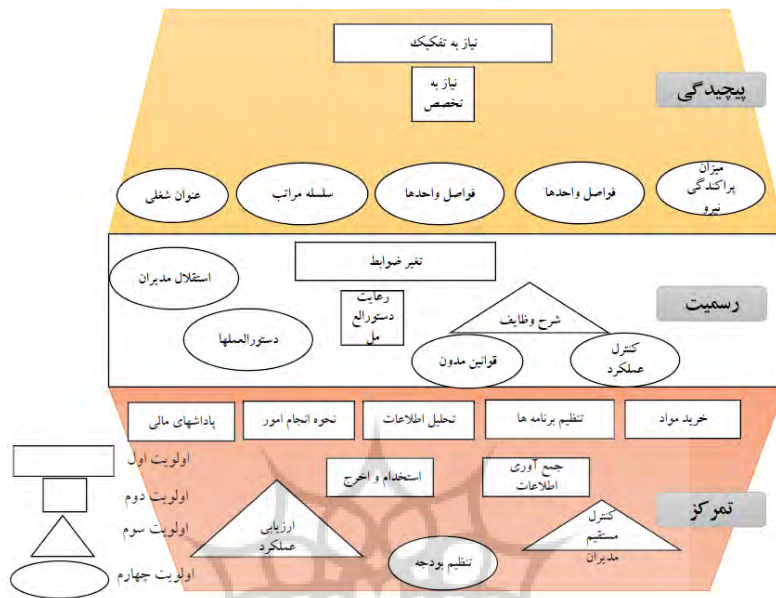 نیاز به تفکیک
نیاز به
تخصص
پیچیدگی
میزان
پراکندگی
نیرو
فواصل واحدها
فواصل واحدها
سلسله مراتب
عنوان شغلی
تغیر ضوابط
استقلال مدیران
رعایت
دستورالع
مل
شرح وظایف
رسمیت
دستورالعملها
قوانین مدون
کنترل
عملکرد
خرید مواد
تنظیم برنامه ها
تحلیل اطلاعات
نحوه انجام امور
پاداشهای مالی
جمع آوری
اطلاعات
استخدام و اخرج
تمرکز
کنترل
مستقیم
مدیران
ارزیابی
عملکرد
تنظیم بودجه
اولویت اول
اولویت دوم
اولویت سوم
اولویت چهارم